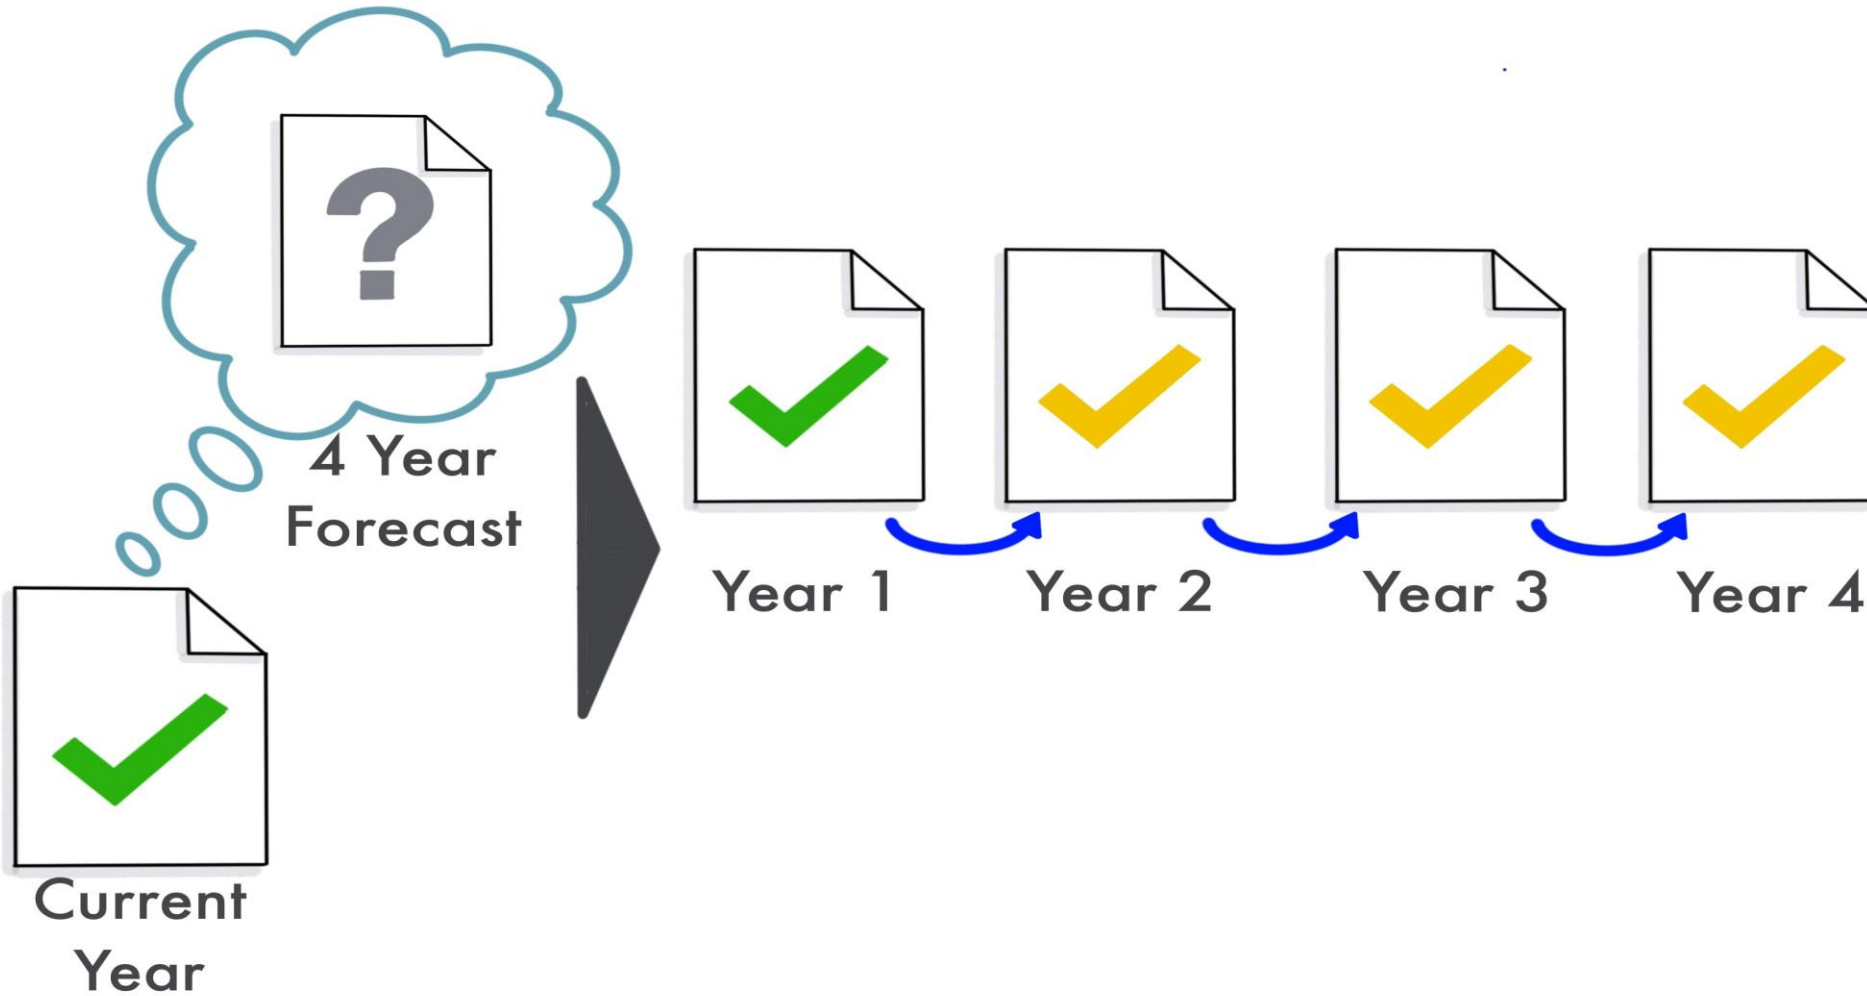 ?
4 Year
Forecast
Year 1
Year 2
Year 3
Year 4
Current
Year